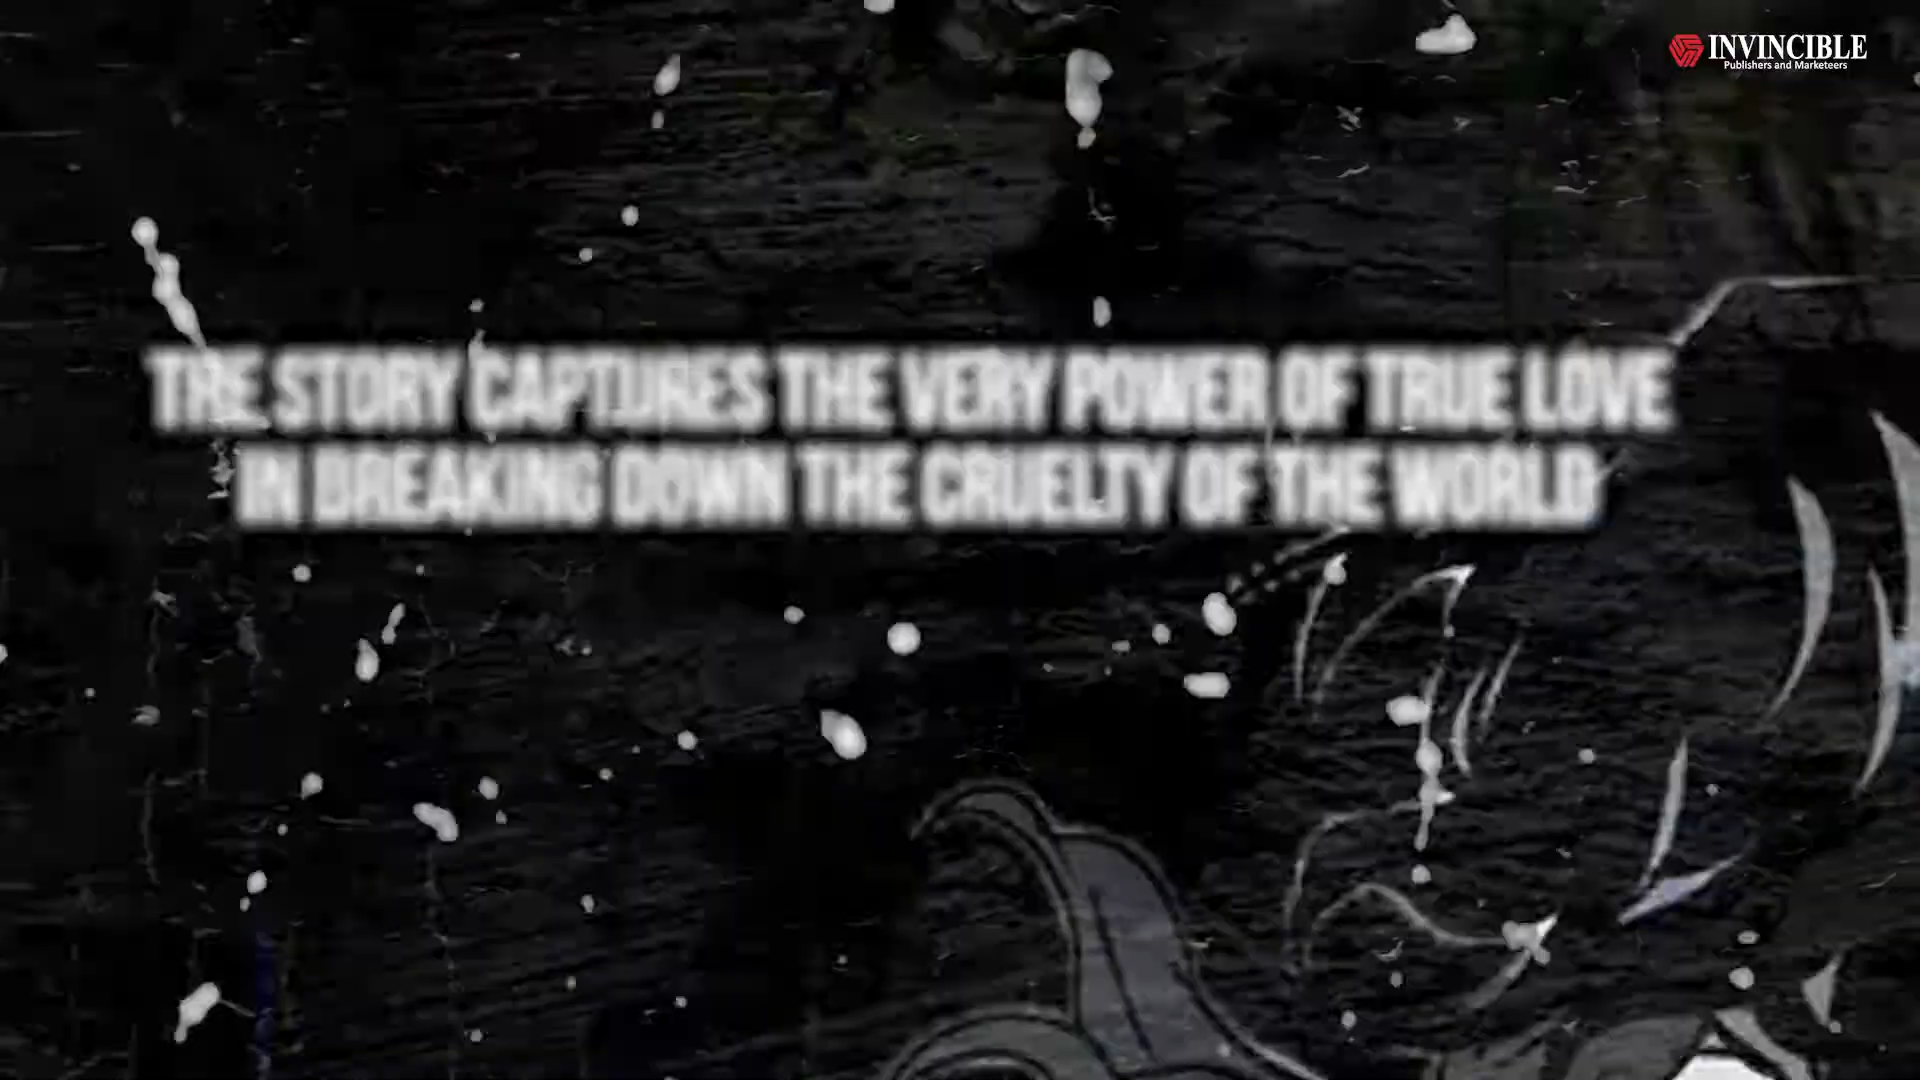 INVINCIBLE
Publishers and Marketeers
THE STORY CAPTURES THE VERY POWER OF TRUE LOVE
IN BREAKING DOWN THE CRUELTY OF THE WORLD